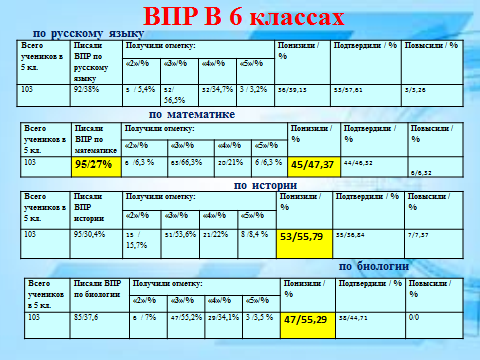 ВПР В 6 классах
по русскому языку
Всего учеников в 5 кл. Писали ВПР по русскому языку Получили отметку: Понизили / % Подтвердили / % Повысили / %
«2»/% «3»/% «4»/% «5»/%
103 92/38% 5 / 5,4% 52/ 56,5% 32/34,7% 3 / 3,2% 36/39,13 53/57,61 3/3,26
по математике
Всего учеников в 5 кл. Писали ВПР по математике Получили отметку: Понизили / % Подтвердили / % Повысили / %
«2»/% «3»/% «4»/% «5»/%
103 95/27% 6 /6,3 % 63/66,3% 20/21% 6 /6,3 % 45/47,37 44/46,32 6/6,32
по истории
Всего учеников в 5 кл. Писали ВПР истории Получили отметку: Понизили / % Подтвердили / % Повысили / %
«2»/% «3»/% «4»/% «5»/%
103 95/30,4% 15 / 15,7% 51/53,6% 21/22% 8 /8,4 % 53/55,79 35/36,84 7/7,37
по биологии
Всего учеников в 5 кл. Писали ВПР по биологии Получили отметку: Понизили / % Подтвердили / % Повысили / %
«2»/% «3»/% «4»/% «5»/%
103 85/37,6 6 / 7% 47/55,2% 29/34,1% 3 /3,5 % 47/55,29 38/44,71 0/0